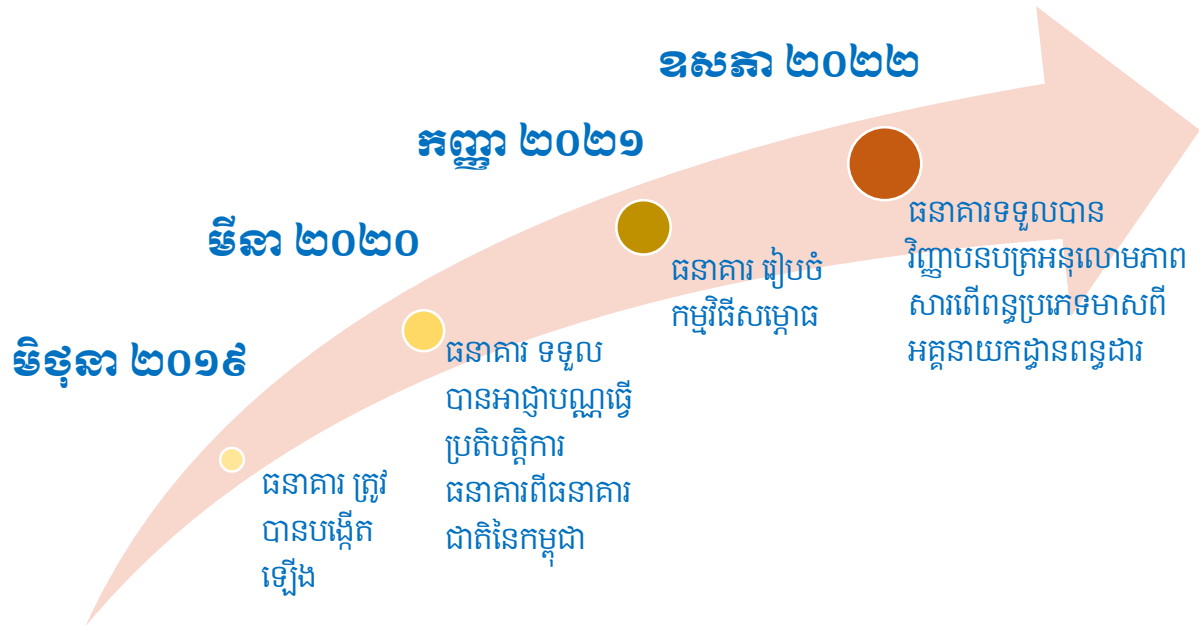 មិថុនា ២០១៩
ធនាគារ ត្រូវ
បានបង្កើត
ឡើង
មីនា ២០២០
ធនាគារ ទទួល
បានអាជ្ញាបណ្ណធ្វើ
ប្រតិបត្តិការ
ធនាគារពីធនាគារ
ជាតិនៃកម្ពុជា
កញ្ញា ២០២១
ធនាគារ រៀបចំ
កម្មវិធីសម្ភោធ
ឧសភា ២០២២
ធនាគារទទួលបាន
វិញ្ញាបនបត្រអនុលោមភាព
សារពើពន្ធប្រភេទមាសពី
អគ្គនាយកដ្ឋានពន្ធដារ